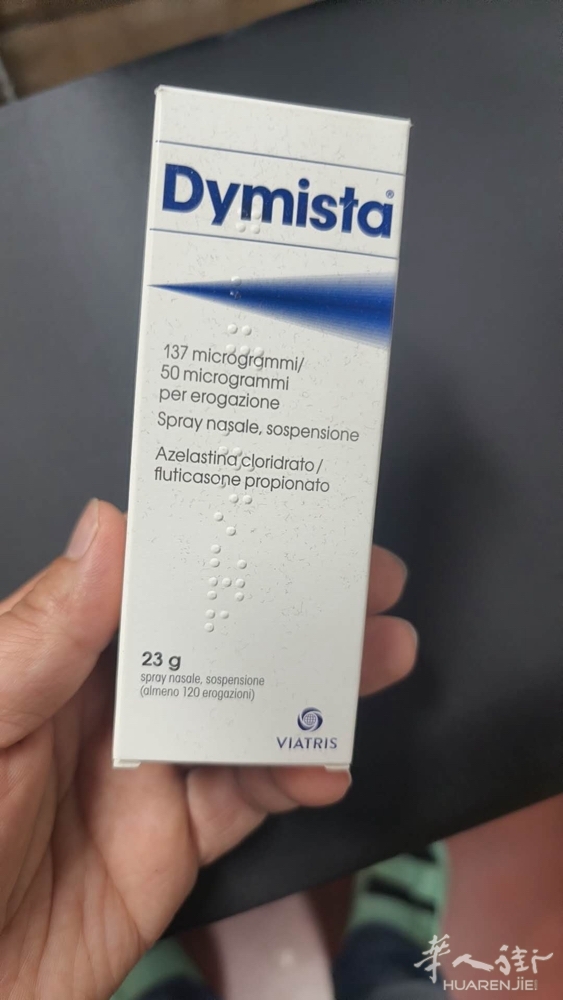 Dymista®
137 microgrammi/
50 microgrammi
per erogazione
Spray nasale, sospensione
Azelastina cloridrato/
fluticasone propionato
23 g
spray nasale, sospensione
(almeno 120 erogazioni)
VIATRIS
华人街
HUARENJIE